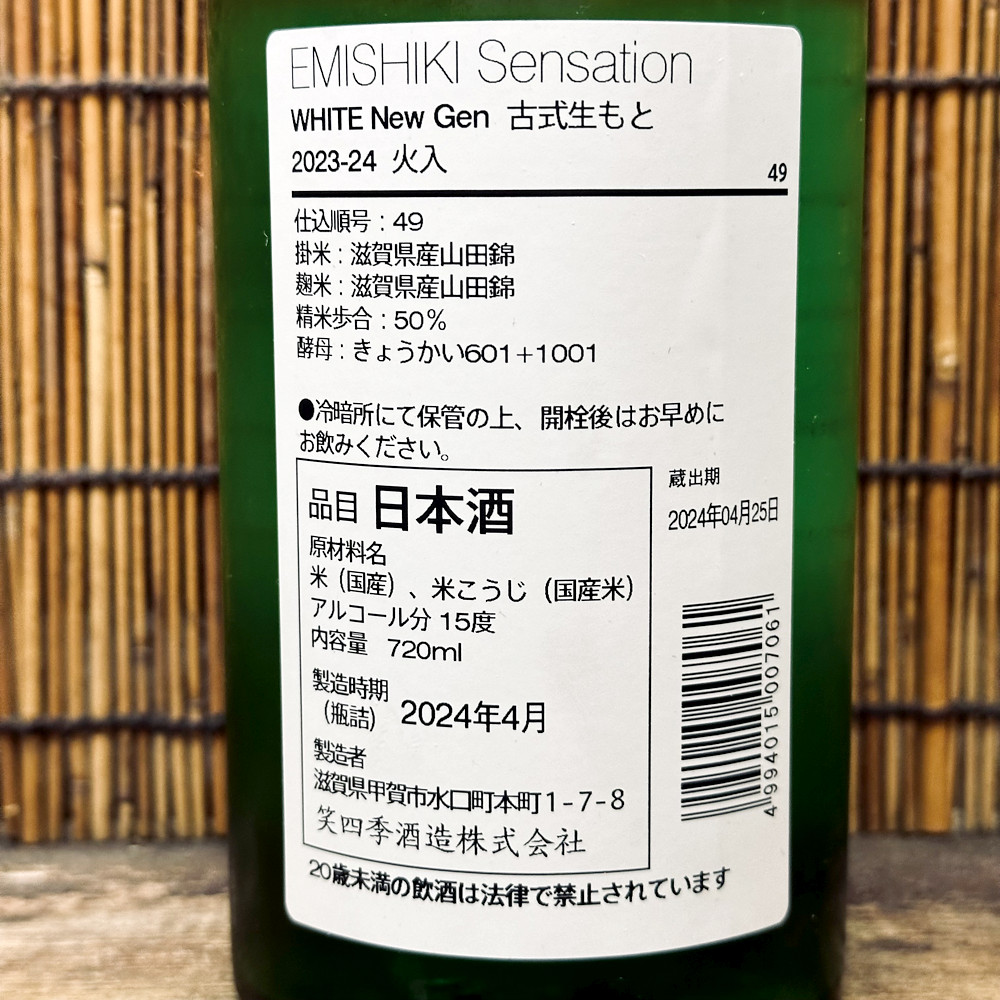 EMISHIKI Sensation
WHITE New Gen 古式生もと
2023-24 火入
49
仕込順号：49
掛米：滋賀県産山田錦
麹米：滋賀県産山田錦
精米歩合：50%
酵母：きょうかい601+1001
●冷暗所にて保管の上、開栓後はお早めに
お飲みください。
品目 日本酒
原材料名
米（国産）、米こうじ（国産米）
アルコール分 15度
内容量 720ml
製造時期
（瓶詰） 2024年4月
製造者
滋賀県甲賀市水口町本町1-7-8
笑四季酒造株式会社
蔵出期
2024年04月25日
4994015007061
20歳未満の飲酒は法律で禁止されています